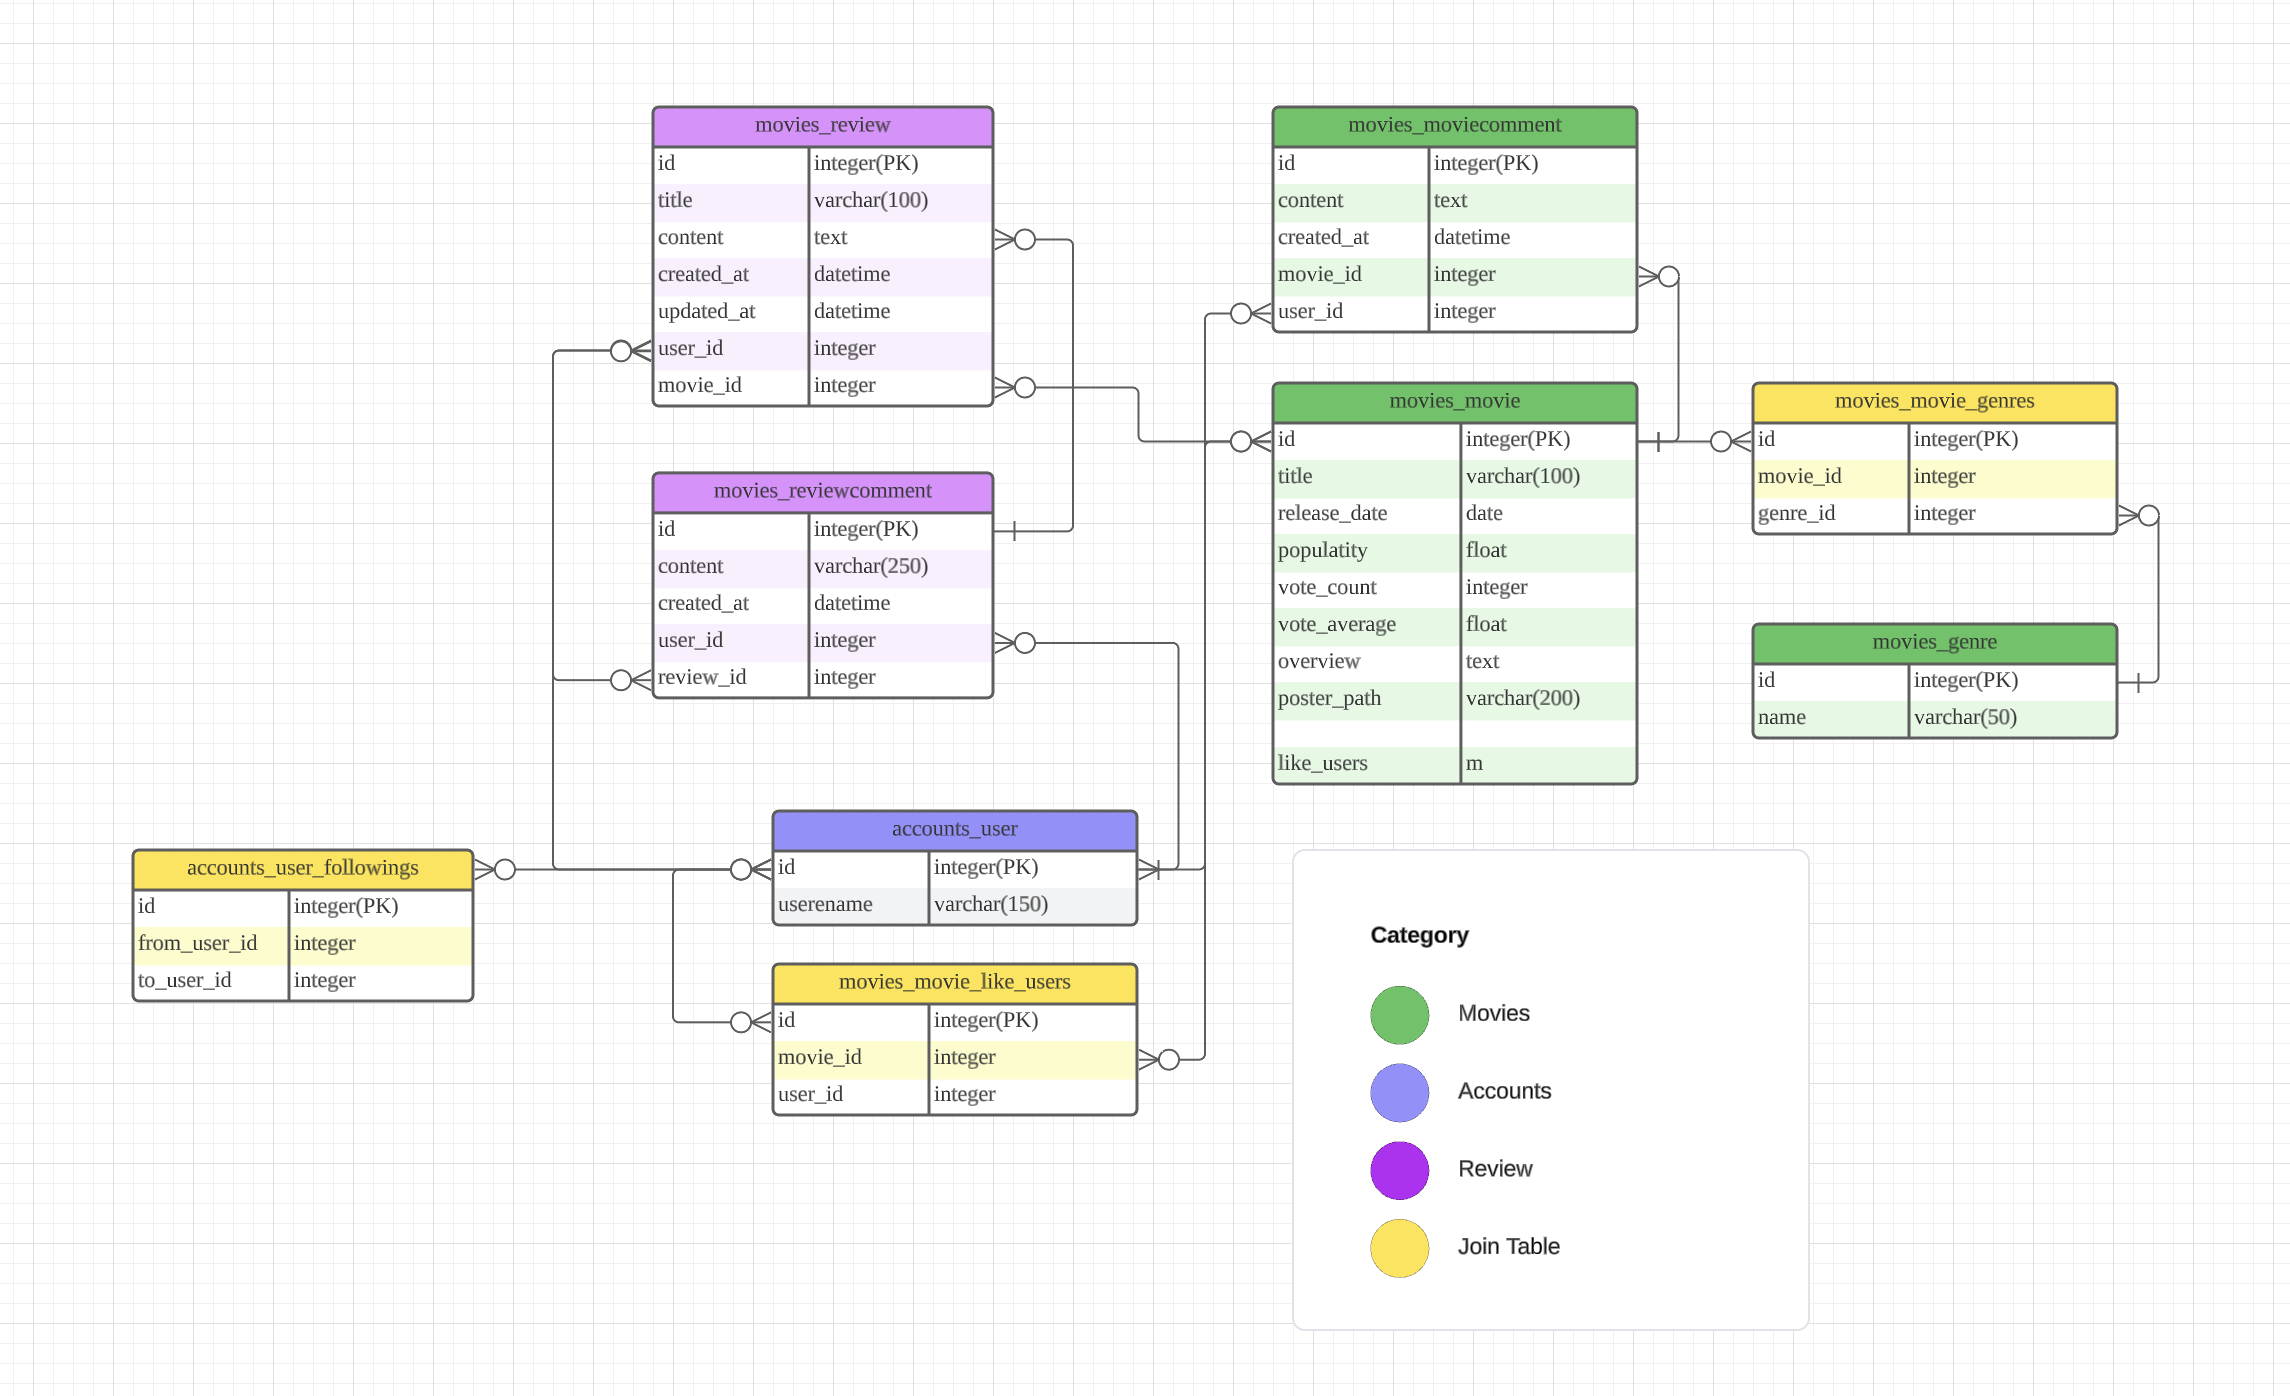 movies_review
id integer(PK)
title varchar(100)
content text
created_at datetime
updated_at datetime
user_id integer
movie_id integer
movies_reviewcomment
id integer(PK)
content varchar(250)
created_at datetime
user_id integer
review_id integer
movies_moviecomment
id integer(PK)
content text
created_at datetime
movie_id integer
user_id integer
movies_movie
id integer(PK)
title varchar(100)
release_date date
populatity float
vote_count integer
vote_average float
overview text
poster_path varchar(200)
like_users m
movies_movie_genres
id integer(PK)
movie_id integer
genre_id integer
movies_genre
id integer(PK)
name varchar(50)
accounts_user_followings
id integer(PK)
from_user_id integer
to_user_id integer
accounts_user
id integer(PK)
userename varchar(150)
movies_movie_like_users
id integer(PK)
movie_id integer
user_id integer
Category
Movies
Accounts
Review
Join Table